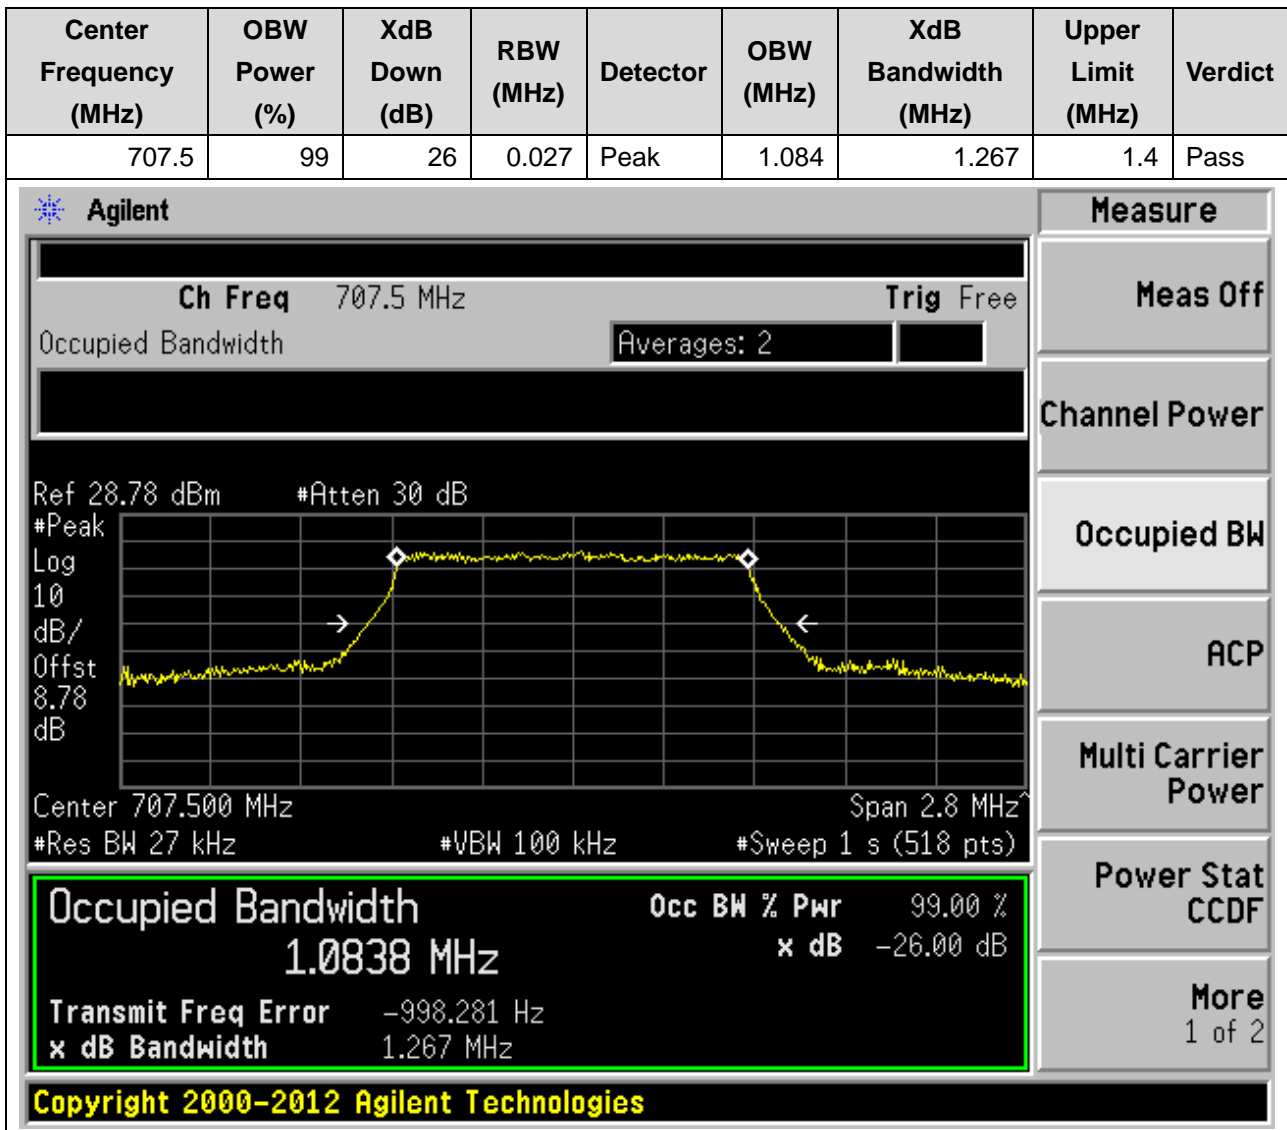 Center Frequency (MHz) OBW Power (%) XdB Down (dB) RBW (MHz) Detector OBW (MHz) XdB Bandwidth (MHz) Upper Limit (MHz) Verdict
707.5 99 26 0.027 Peak 1.084 1.267 1.4 Pass
Agilent
Measure
Ch Freq 707.5 MHz Trig Free
Meas Off
Occupied Bandwidth Averages: 2
Channel Power
Ref 28.78 dBm #Atten 30 dB
#Peak
Log
10
dB/
Offst
8.78
dB
Occupied BW
ACP
Center 707.500 MHz Span 2.8 MHz^
#Res BW 27 kHz #VBW 100 kHz #Sweep 1 s (518 pts)
Multi Carrier
Power
Occupied Bandwidth Occ BW % Pwr 99.00 %
1.0838 MHz x dB -26.00 dB
Power Stat
CCDF
Transmit Freq Error -998.281 Hz
x dB Bandwidth 1.267 MHz
More
1 of 2
Copyright 2000-2012 Agilent Technologies